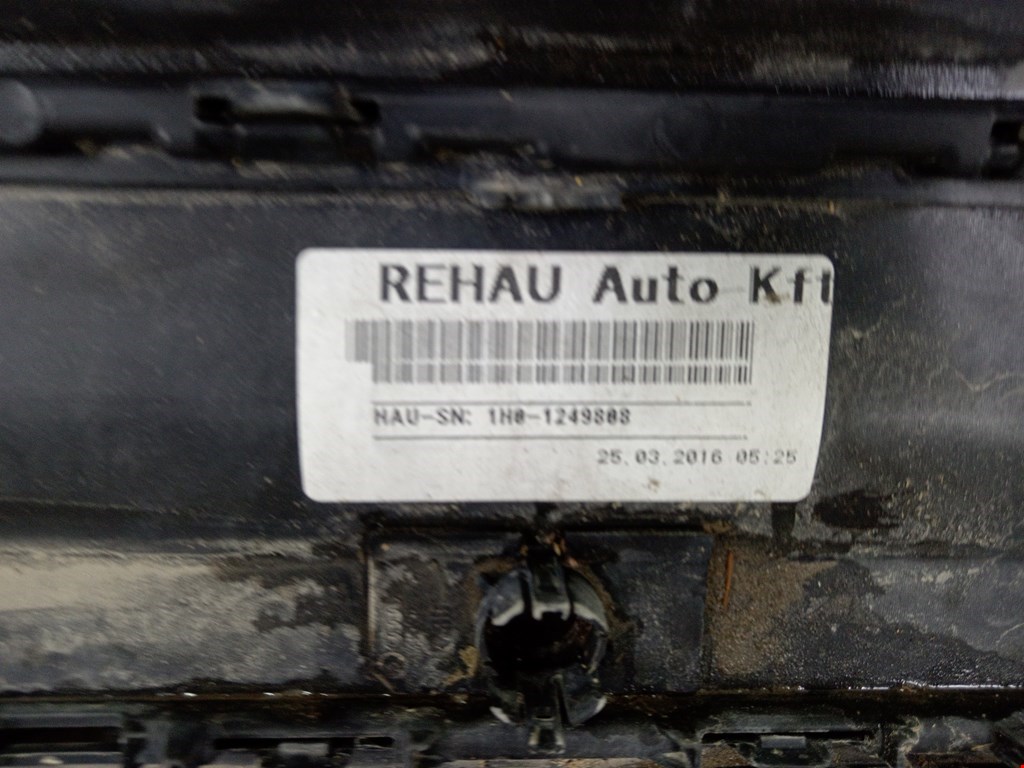 REHAU Auto Kft
HAU-SN: 1H0-1249808
25.03.2016 05:25